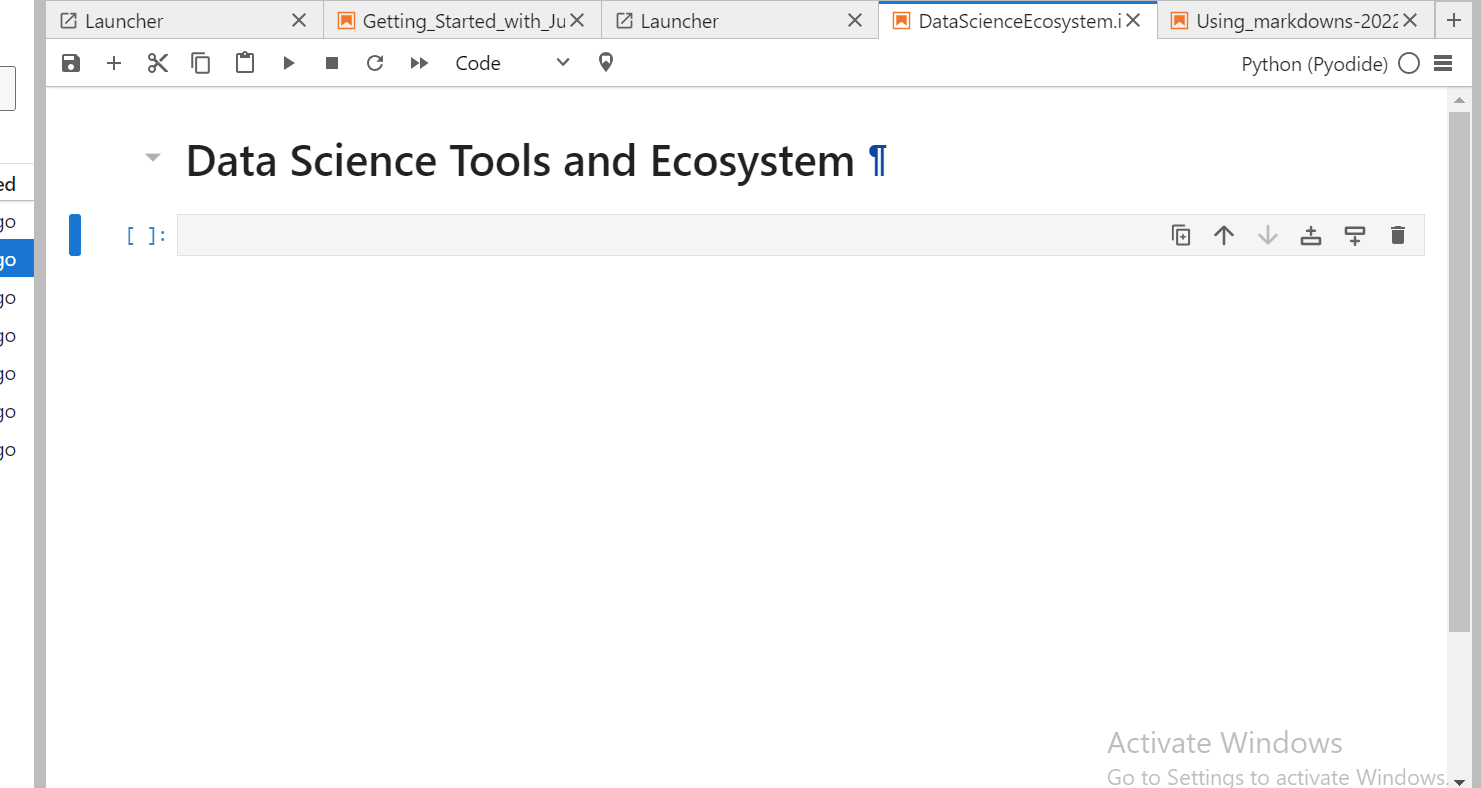 Launcher
Getting_Started_with_Ju
Launcher
DataScienceEcosystem.i
Using_markdowns-2022
Code
Python (Pyodide)
Data Science Tools and Ecosystem ¶
ed
go
[ ]:
go
go
go
go
go
go
Activate Windows
Go to Settings to activate Windows.